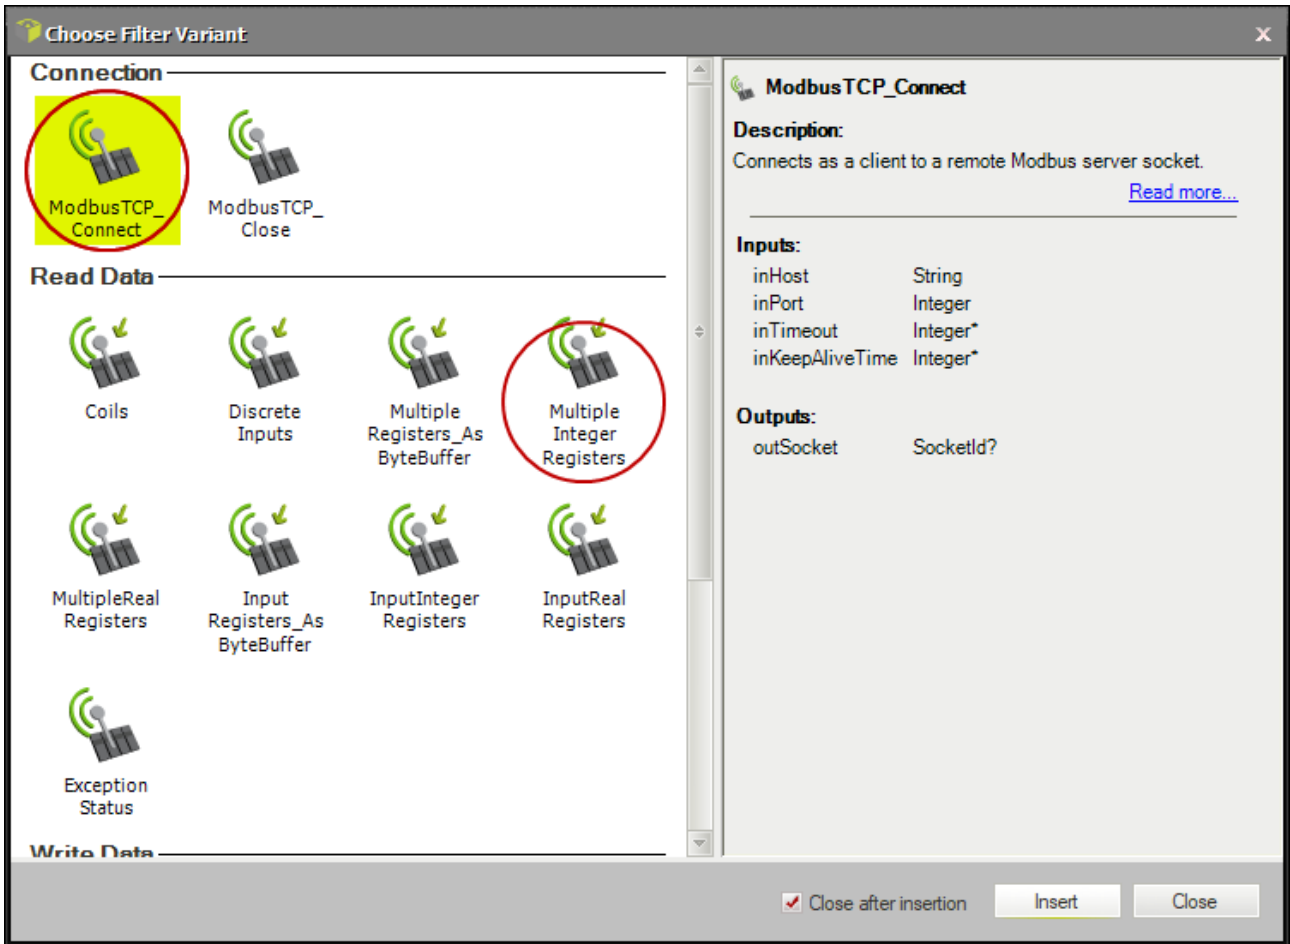 Choose Filter Variant
x
Connection
ModbusTCP_
Connect
ModbusTCP_
Close
Read Data
Coils
Discrete
Inputs
Multiple
Registers_As
ByteBuffer
Multiple
Integer
Registers
MultipleReal
Registers
Input
Registers_As
ByteBuffer
InputInteger
Registers
InputReal
Registers
Exception
Status
Write Data
ModbusTCP_Connect
Description:
Connects as a client to a remote Modbus server socket.
Read more...
Inputs:
inHost String
inPort Integer
inTimeout Integer*
inKeepAliveTime Integer*
Outputs:
outSocket SocketId?
Close after insertion
Insert
Close